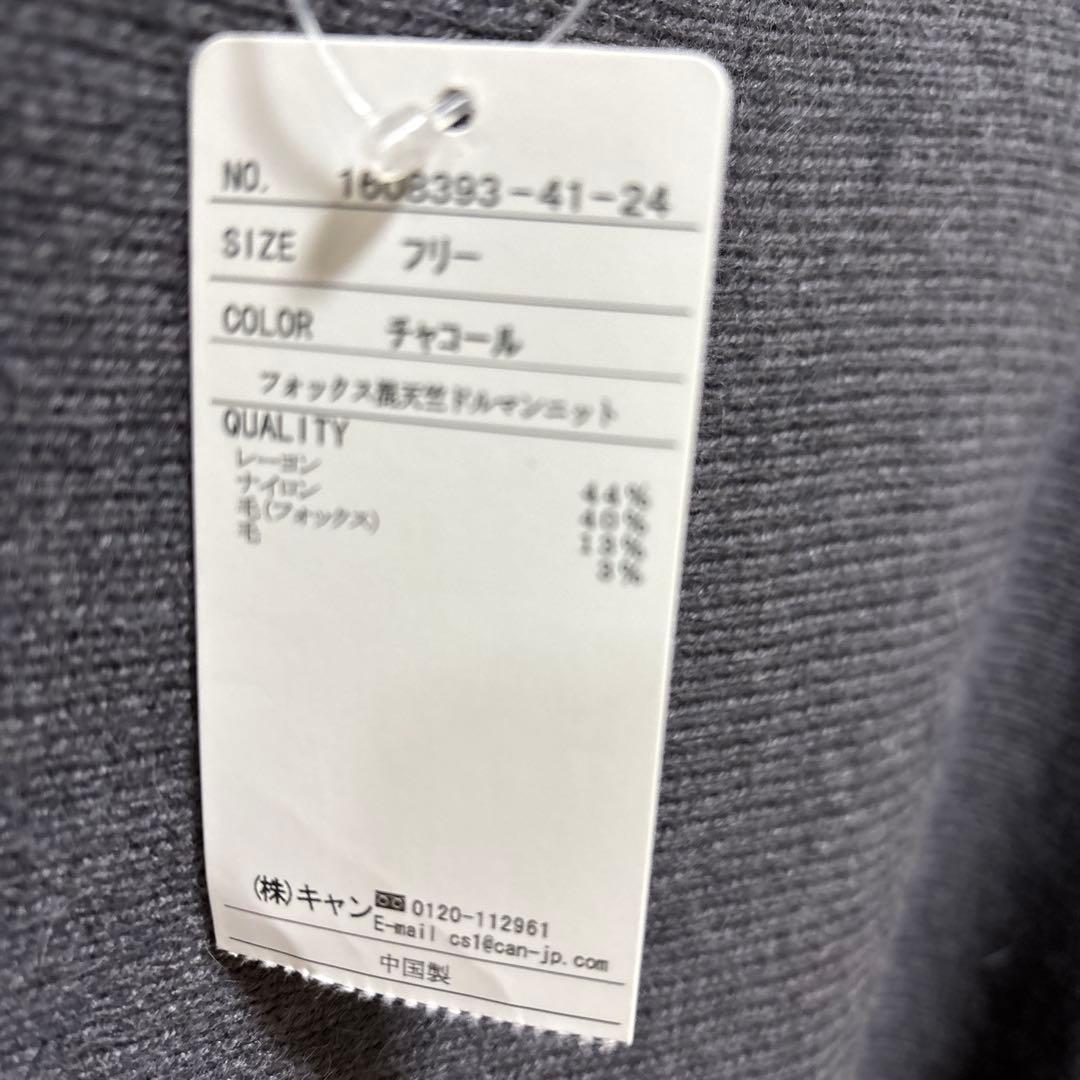 NO. 1608393-41-24
SIZE フリー
COLOR チャコール
フォックス混天竺ドルマンニット
QUALITY
レーヨン 44%
ナイロン 40%
毛(フォックス) 13%
毛 3%
(株)キャン 0120-112961
E-mail cs1@can-jp.com
中国製